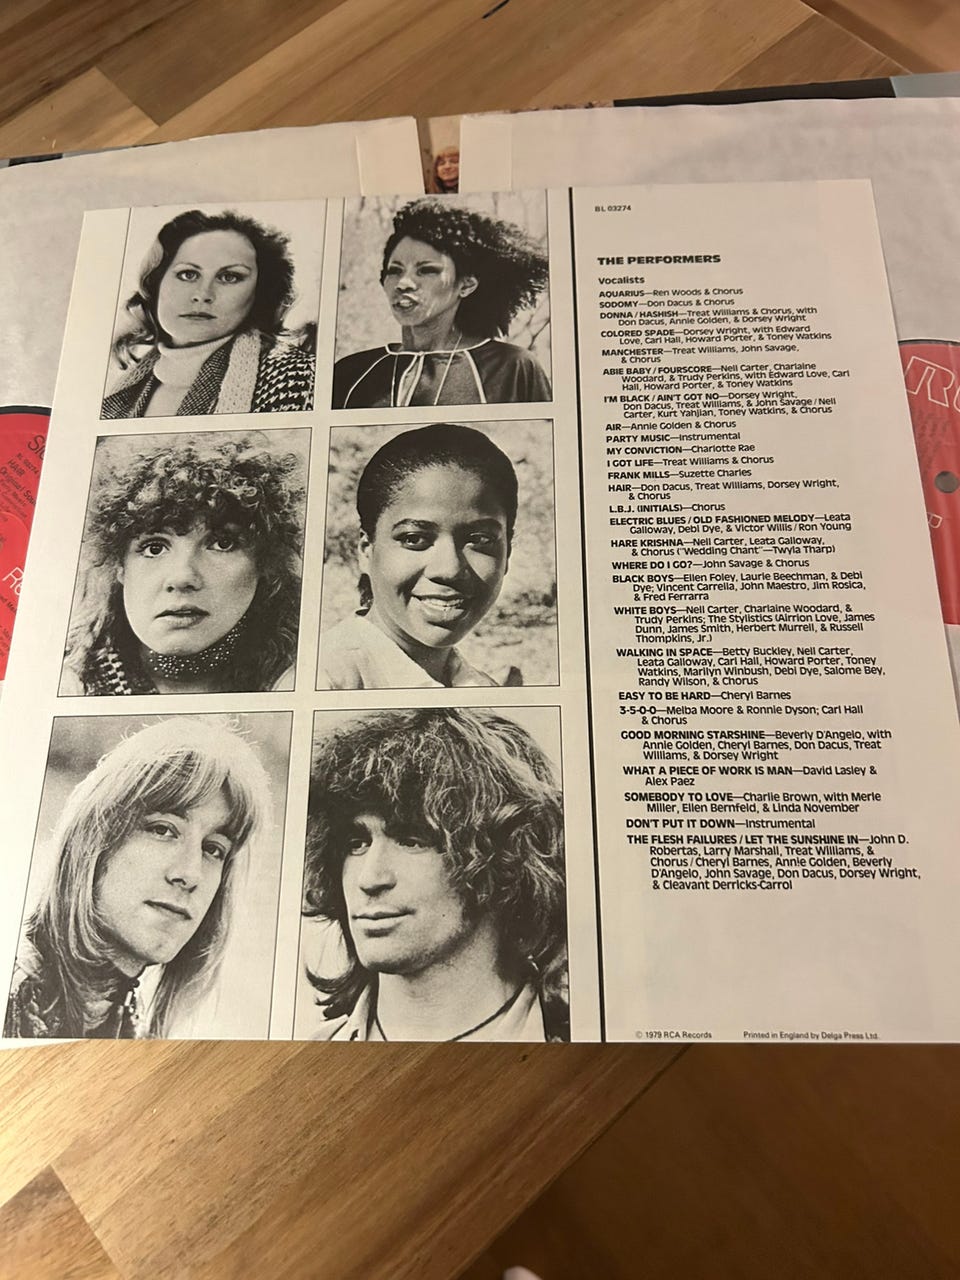 BL 03274
THE PERFORMERS
Vocalists
AQUARIUS—Ren Woods & Chorus
SODOMY—Don Dacus & Chorus
DONNA / HASHISH—Treat Williams & Chorus, with
Don Dacus, Annie Golden, & Dorsey Wright
COLORED SPADE—Dorsey Wright, with Edward
Love, Carl Hall, Howard Porter, & Toney Watkins
MANCHESTER—Treat Williams, John Savage,
& Chorus
ABIE BABY / FOURSCORE—Nell Carter, Charlaine
Woodard, & Trudy Perkins, with Edward Love, Carl
Hall, Howard Porter, & Toney Watkins
I'M BLACK / AIN'T GOT NO—Dorsey Wright,
Don Dacus, Treat Williams, & John Savage / Nell
Carter, Kurt Yahjian, Toney Watkins, & Chorus
AIR—Annie Golden & Chorus
PARTY MUSIC—Instrumental
MY CONVICTION—Charlotte Rae
I GOT LIFE—Treat Williams & Chorus
FRANK MILLS—Suzette Charles
HAIR—Don Dacus, Treat Williams, Dorsey Wright,
& Chorus
L.B.J. (INITIALS)—Chorus
ELECTRIC BLUES / OLD FASHIONED MELODY—Leata
Galloway, Debi Dye, & Victor Willis / Ron Young
HARE KRISHNA—Nell Carter, Leata Galloway,
& Chorus ("Wedding Chant"—Twyla Tharp)
WHERE DO I GO?—John Savage & Chorus
BLACK BOYS—Ellen Foley, Laurie Beechman, & Debi
Dye; Vincent Carrella, John Maestro, Jim Rosica,
& Fred Ferrarra
WHITE BOYS—Nell Carter, Charlaine Woodard, &
Trudy Perkins; The Stylistics (Airrion Love, James
Dunn, James Smith, Herbert Murrell, & Russell
Thompkins, Jr.)
WALKING IN SPACE—Betty Buckley, Nell Carter,
Leata Galloway, Carl Hall, Howard Porter, Toney
Watkins, Marilyn Winbush, Debi Dye, Salome Bey,
Randy Wilson, & Chorus
EASY TO BE HARD—Cheryl Barnes
3-5-0-0—Melba Moore & Ronnie Dyson; Carl Hall
& Chorus
GOOD MORNING STARSHINE—Beverly D'Angelo, with
Annie Golden, Cheryl Barnes, Don Dacus, Treat
Williams, & Dorsey Wright
WHAT A PIECE OF WORK IS MAN—David Lasley &
Alex Paez
SOMEBODY TO LOVE—Charlie Brown, with Merle
Miller, Ellen Bernfeld, & Linda November
DON'T PUT IT DOWN—Instrumental
THE FLESH FAILURES / LET THE SUNSHINE IN—John D.
Robertas, Larry Marshall, Treat Williams, &
Chorus / Cheryl Barnes, Annie Golden, Beverly
D'Angelo, John Savage, Don Dacus, Dorsey Wright,
& Cleavant Derricks-Carrol
© 1979 RCA Records Printed in England by Delga Press Ltd.